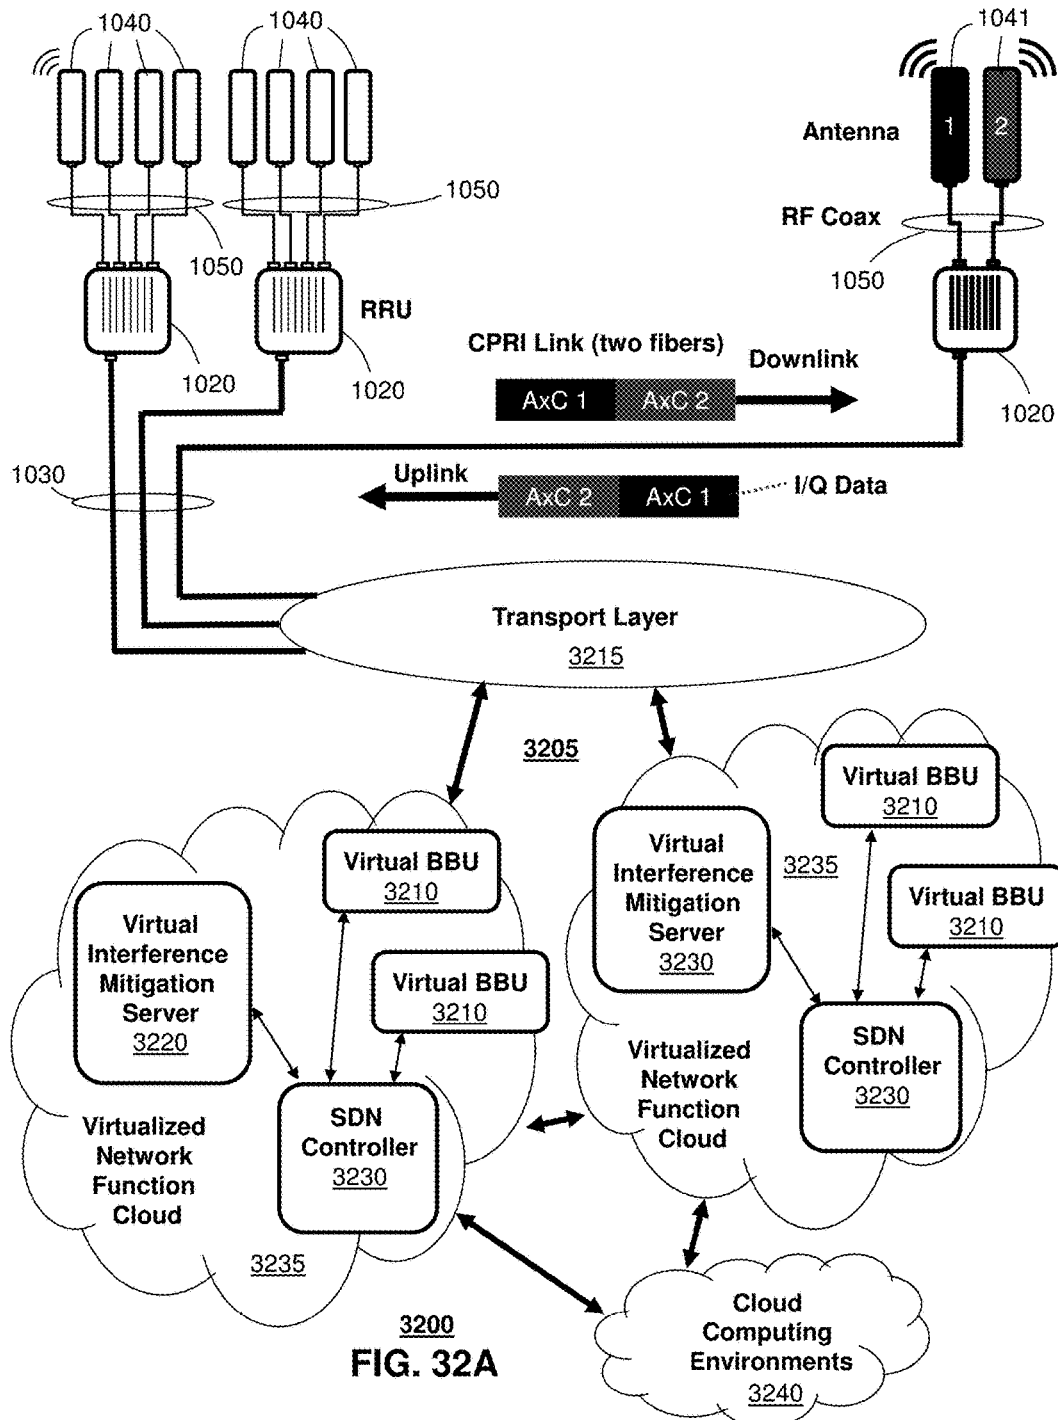 1040
1040
1041
Antenna
1
2
1050
RF Coax
1050
1050
RRU
1020
1020
1020
CPRI Link (two fibers)
Downlink
AxC 1
AxC 2
1030
Uplink
AxC 2
AxC 1
I/Q Data
Transport Layer
3215
3205
Virtual BBU
3210
Virtual
Interference
Mitigation
Server
3230
3235
Virtual BBU
3210
SDN
Controller
3230
Virtualized
Network
Function
Cloud
Virtual BBU
3210
Virtual
Interference
Mitigation
Server
3220
Virtual BBU
3210
SDN
Controller
3230
Virtualized
Network
Function
Cloud
3235
Cloud
Computing
Environments
3240
3200
FIG. 32A